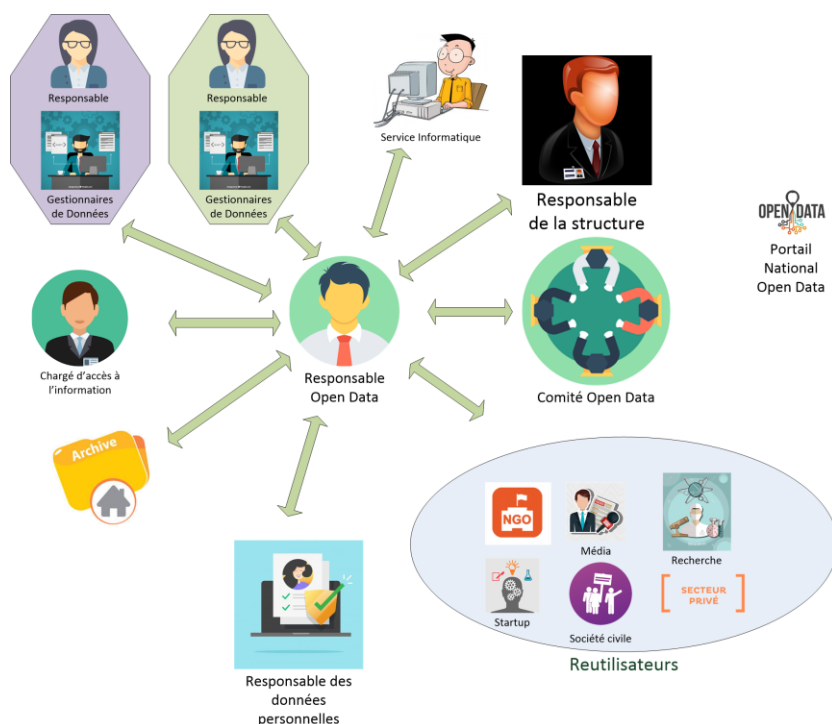 Responsable
Gestionnaires
de Données
Responsable
Gestionnaires
de Données
Service Informatique
Responsable
de la structure
OPEN DATA
Portail
National
Open Data
Chargé d'accès à
l'information
Responsable
Open Data
Comité Open Data
Archive
NGO
Média
Recherche
Startup
Société civile
SECTEUR
PRIVÉ
Reutilisateurs
Responsable des
données
personnelles